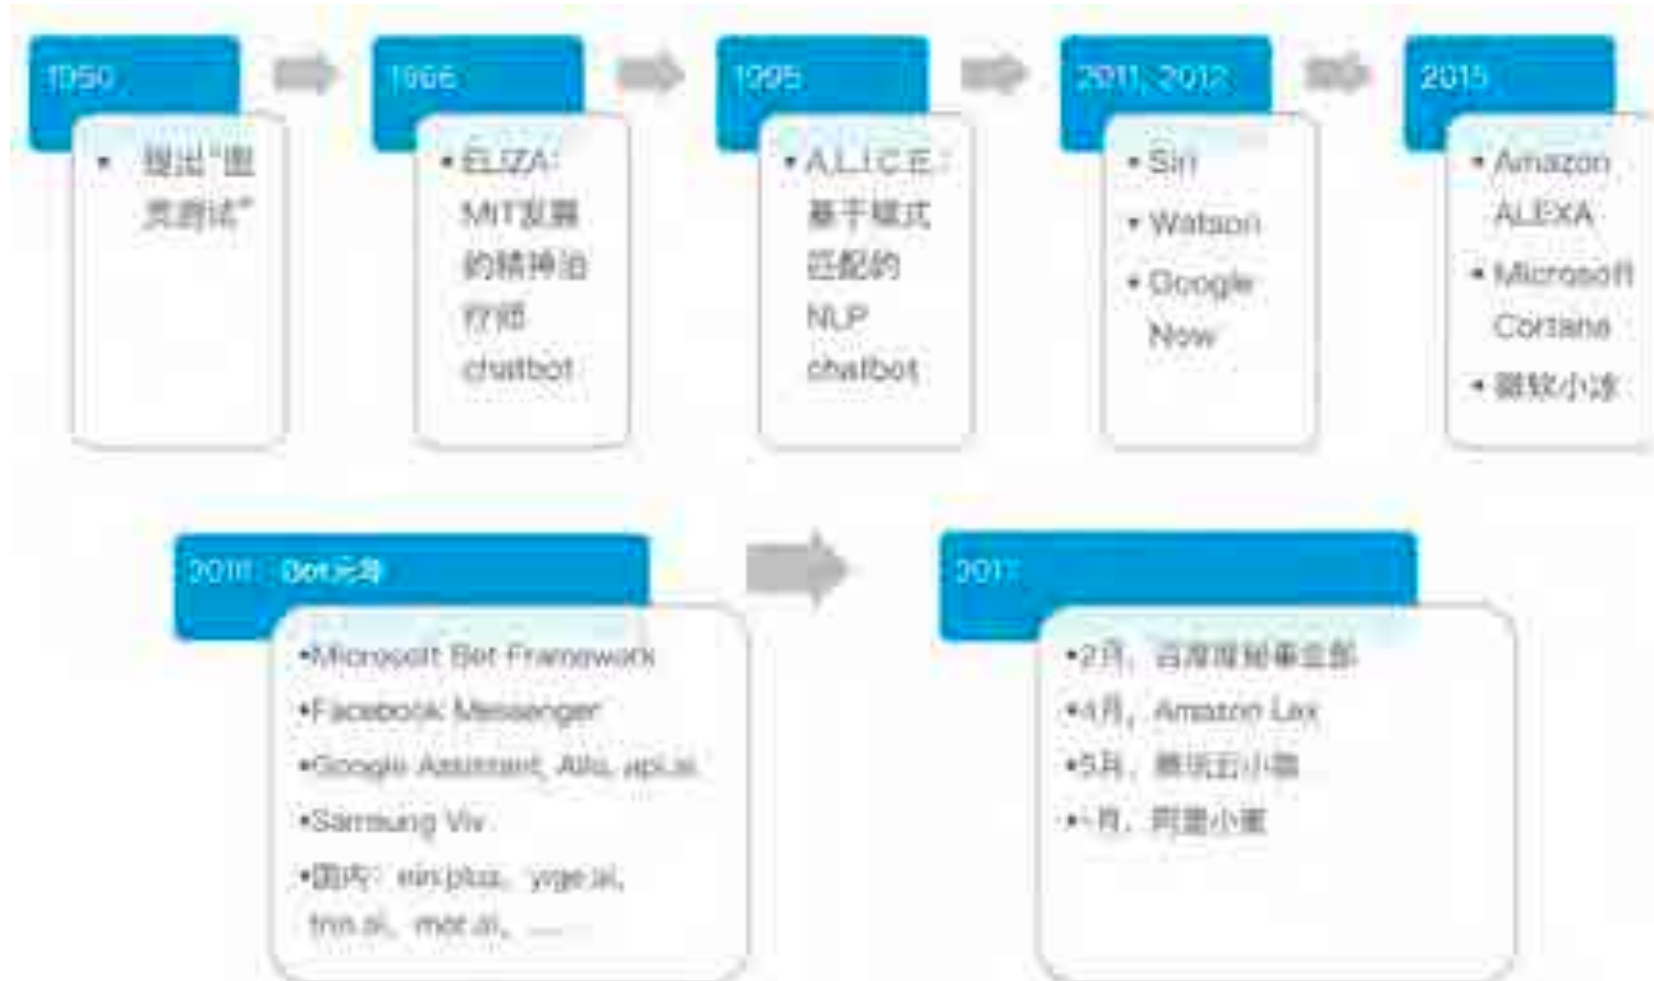 1950
提出“图
灵测试”
1966
• ELIZA:
MIT发展
的精神治
疗师
chatbot
1995
• A.L.I.C.E.:
基于模式
匹配的
NLP
chatbot
2011, 2012
• Siri
• Watson
• Google
Now
2015
• Amazon
ALEXA
• Microsoft
Cortana
• 微软小冰
2016 Bot元年
•Microsoft Bot Framework
•Facebook Messenger
•Google Assistant, Allo, api.ai
•Samsung Viv
•国内:
2017
•2月,百度度秘事业部
•4月,Amazon Lex
•5月,腾讯云小微
月,阿里小蜜